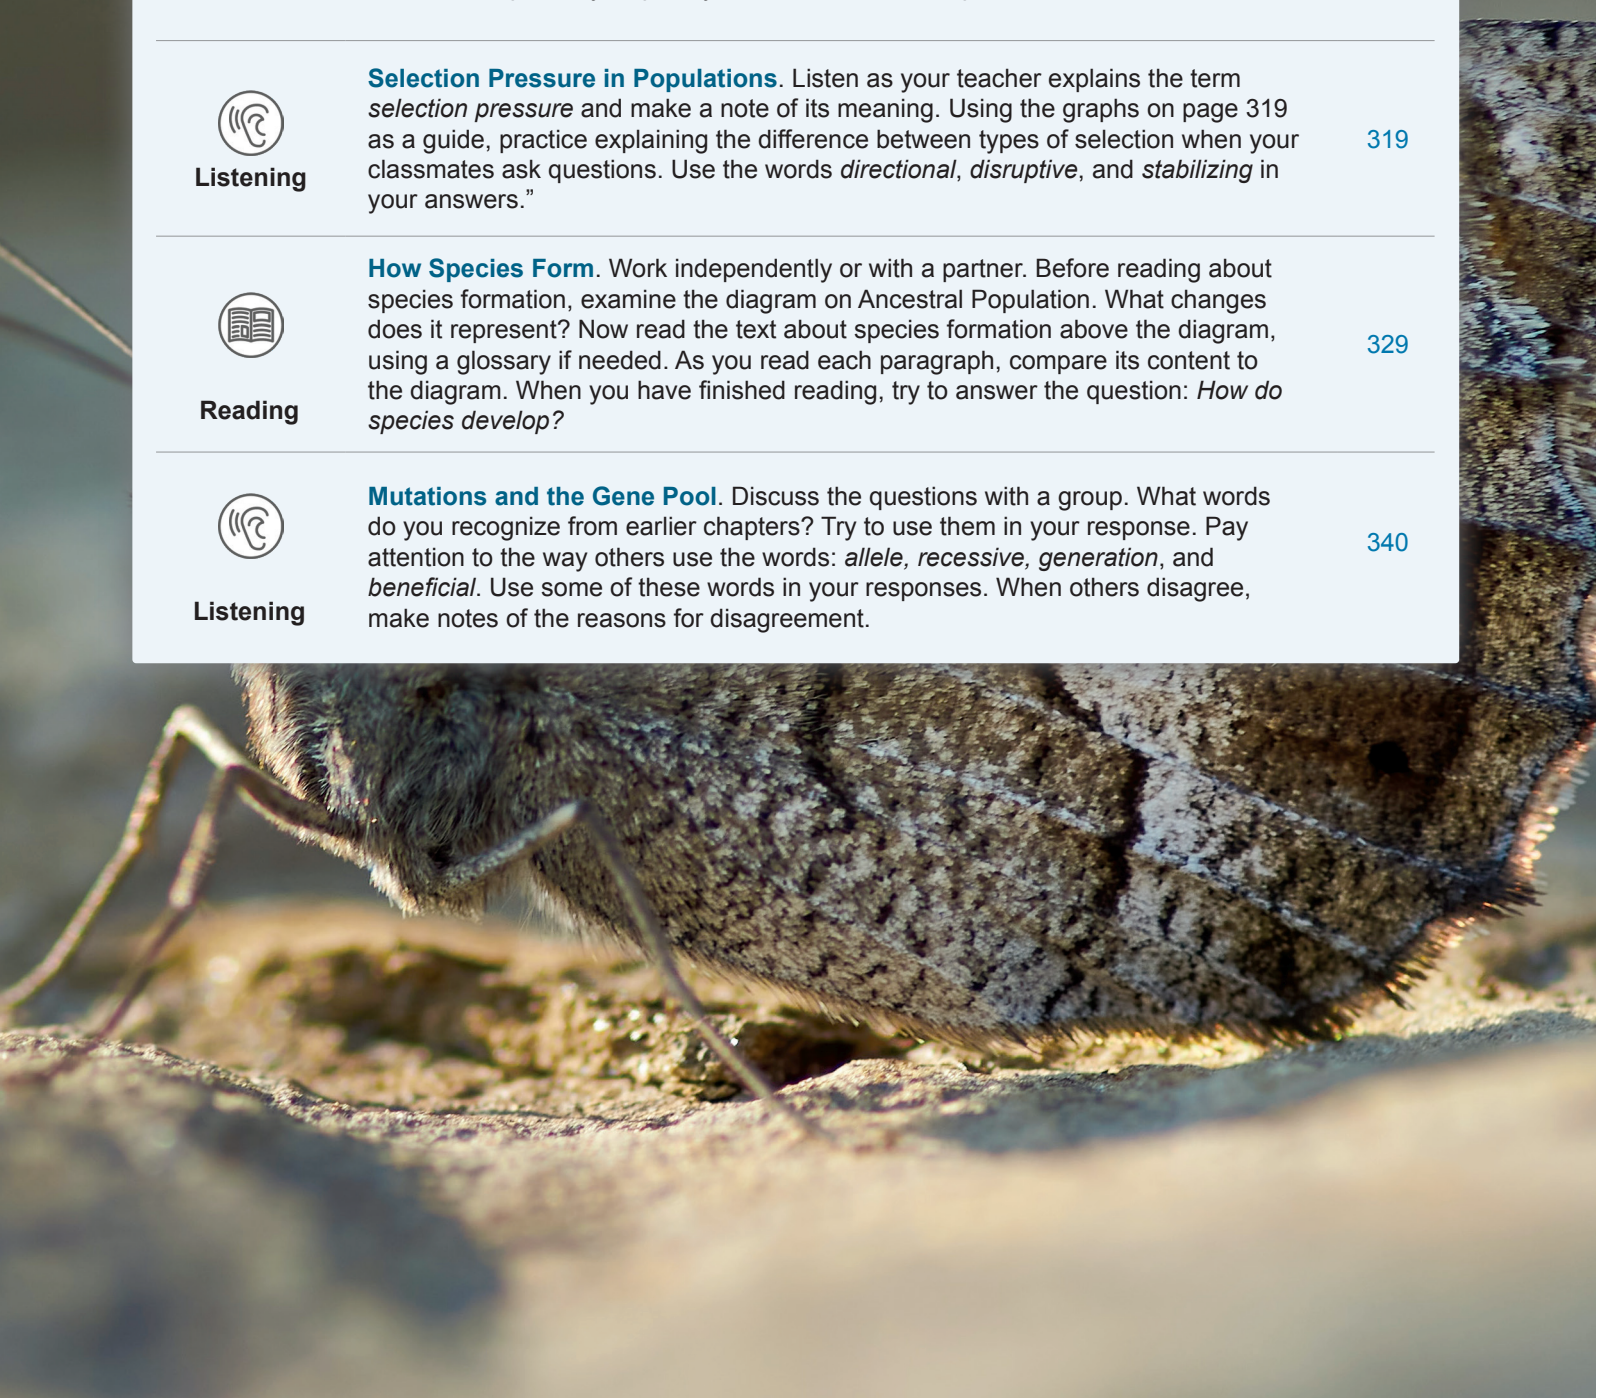 Selection Pressure in Populations. Listen as your teacher explains the term
selection pressure and make a note of its meaning. Using the graphs on page 319
as a guide, practice explaining the difference between types of selection when your
classmates ask questions. Use the words directional, disruptive, and stabilizing in
your answers.”
Listening
319
How Species Form. Work independently or with a partner. Before reading about
species formation, examine the diagram on Ancestral Population. What changes
does it represent? Now read the text about species formation above the diagram,
using a glossary if needed. As you read each paragraph, compare its content to
the diagram. When you have finished reading, try to answer the question: How do
species develop?
Reading
329
Mutations and the Gene Pool. Discuss the questions with a group. What words
do you recognize from earlier chapters? Try to use them in your response. Pay
attention to the way others use the words: allele, recessive, generation, and
beneficial. Use some of these words in your responses. When others disagree,
make notes of the reasons for disagreement.
Listening
340